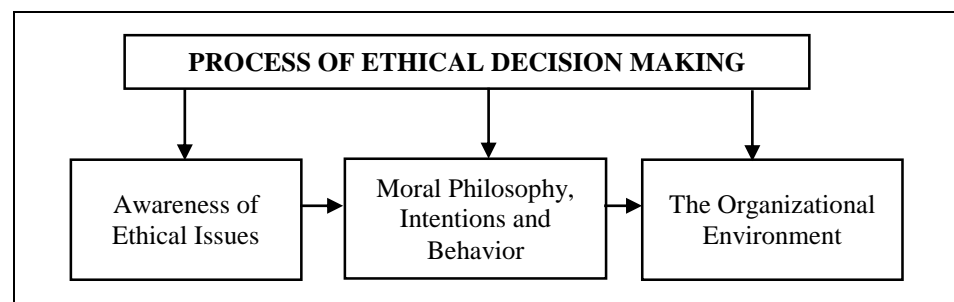 PROCESS OF ETHICAL DECISION MAKING
Awareness of
Ethical Issues
Moral Philosophy,
Intentions and
Behavior
The Organizational
Environment